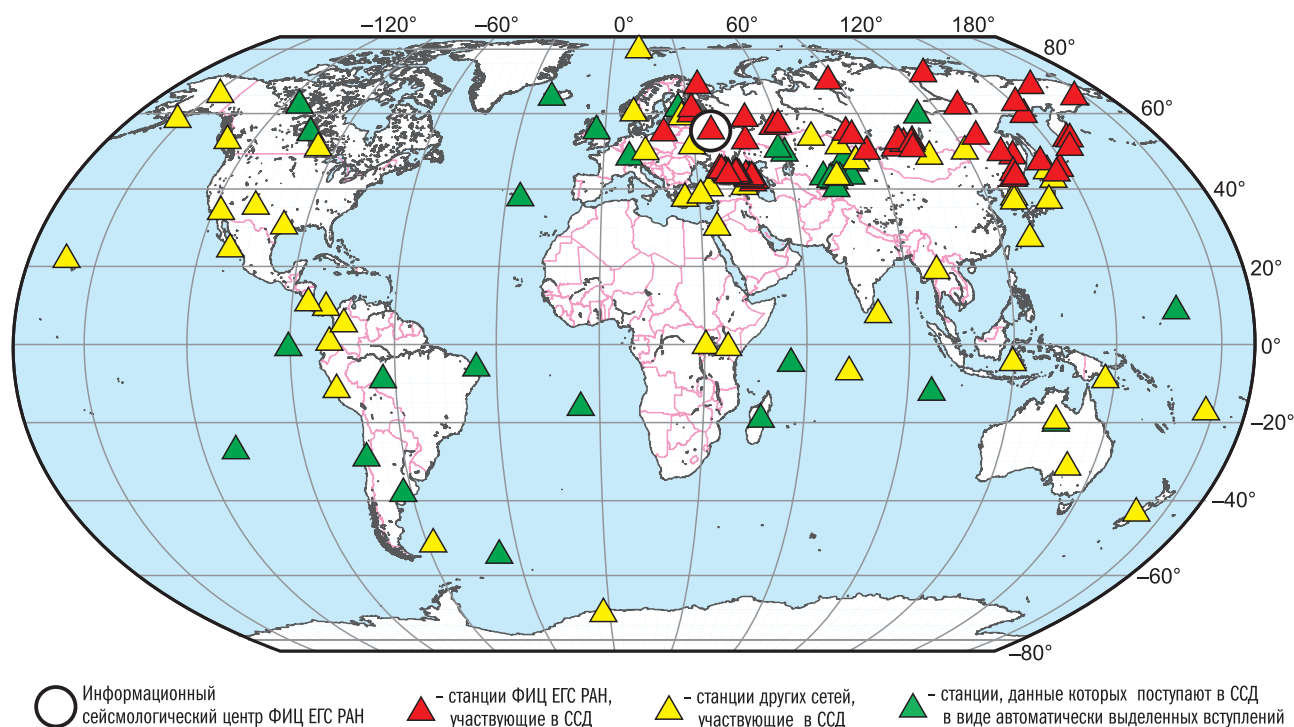 –120°
–60°
0°
60°
120°
180°
80°
60°
40°
20°
0°
–20°
–40°
–60°
–80°
Информационный
сейсмологический центр ФИЦ ЕГС РАН
– станции ФИЦ ЕГС РАН,
участвующие в ССД
– станции других сетей,
участвующие в ССД
– станции, данные которых поступают в ССД
в виде автоматически выделенных вступлений